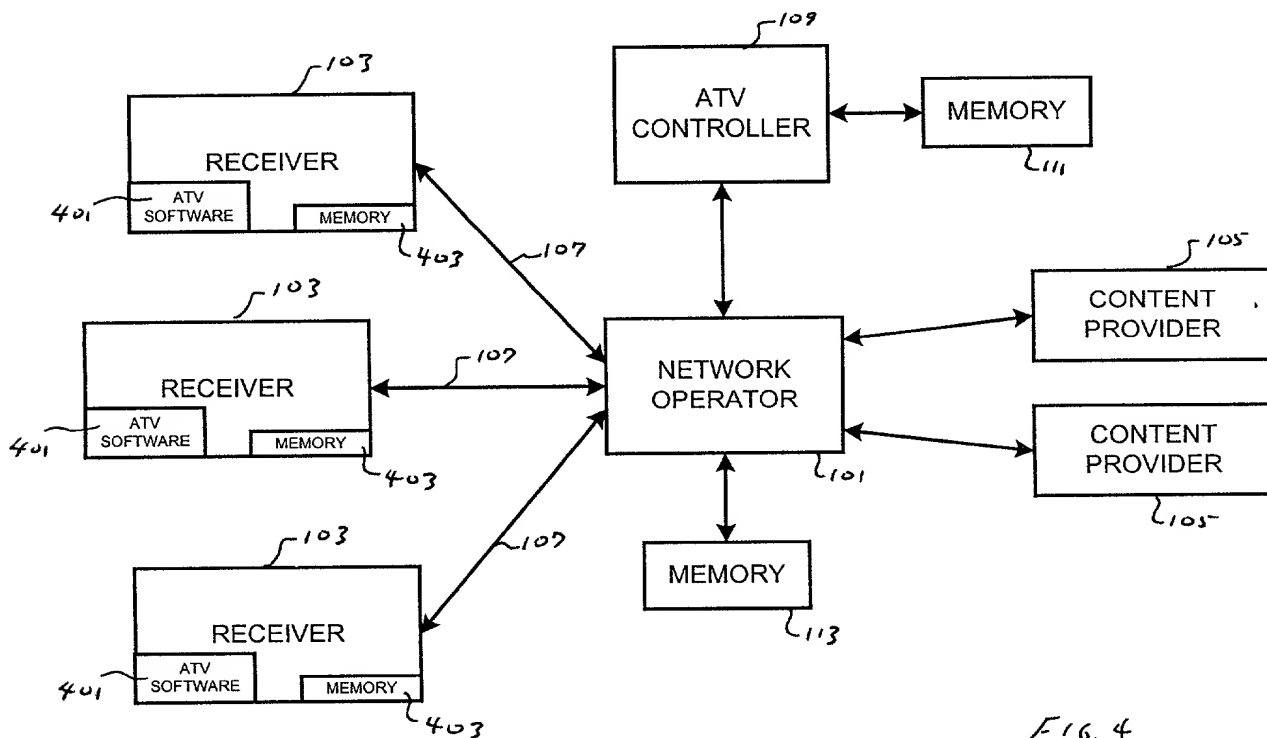 103
RECEIVER
ATV
SOFTWARE
MEMORY
401
403
107
103
RECEIVER
ATV
SOFTWARE
MEMORY
401
403
107
103
RECEIVER
ATV
SOFTWARE
MEMORY
401
403
107
109
ATV
CONTROLLER
MEMORY
111
NETWORK
OPERATOR
101
MEMORY
113
105
CONTENT
PROVIDER
CONTENT
PROVIDER
105
FIG. 4